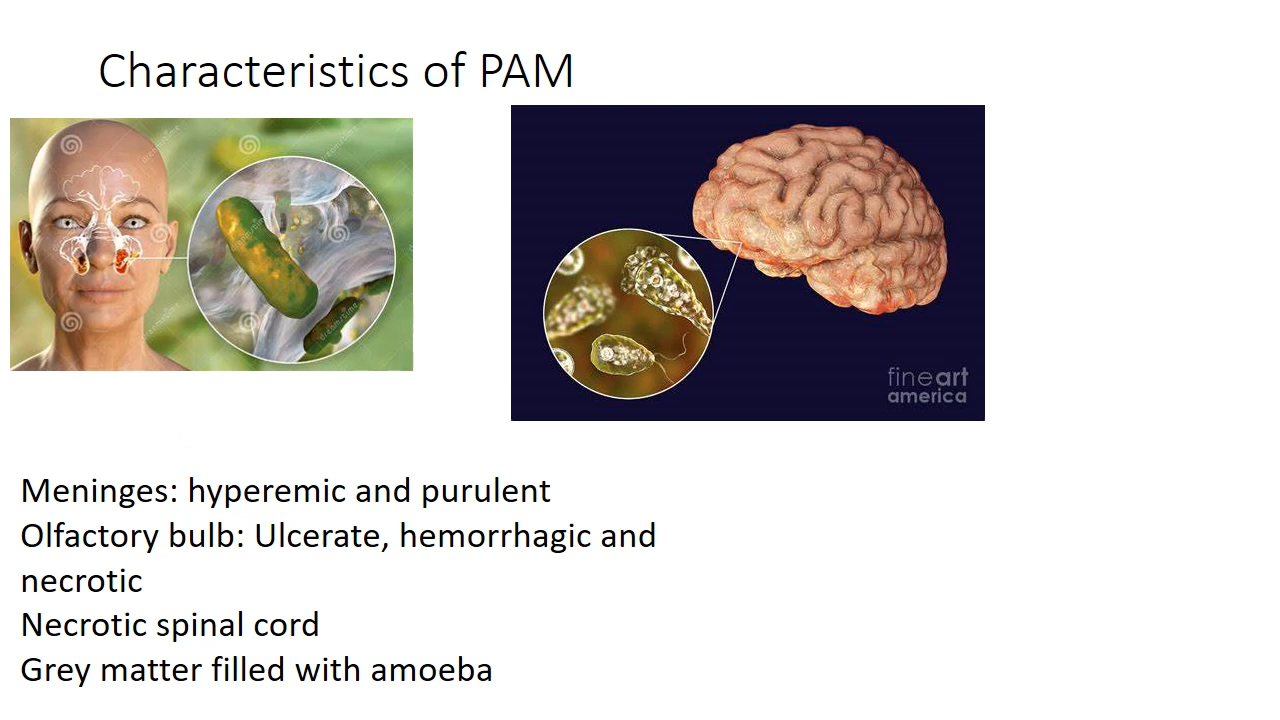 Characteristics of PAM
dreamstime
fineart
america
Meninges: hyperemic and purulent
Olfactory bulb: Ulcerate, hemorrhagic and
necrotic
Necrotic spinal cord
Grey matter filled with amoeba